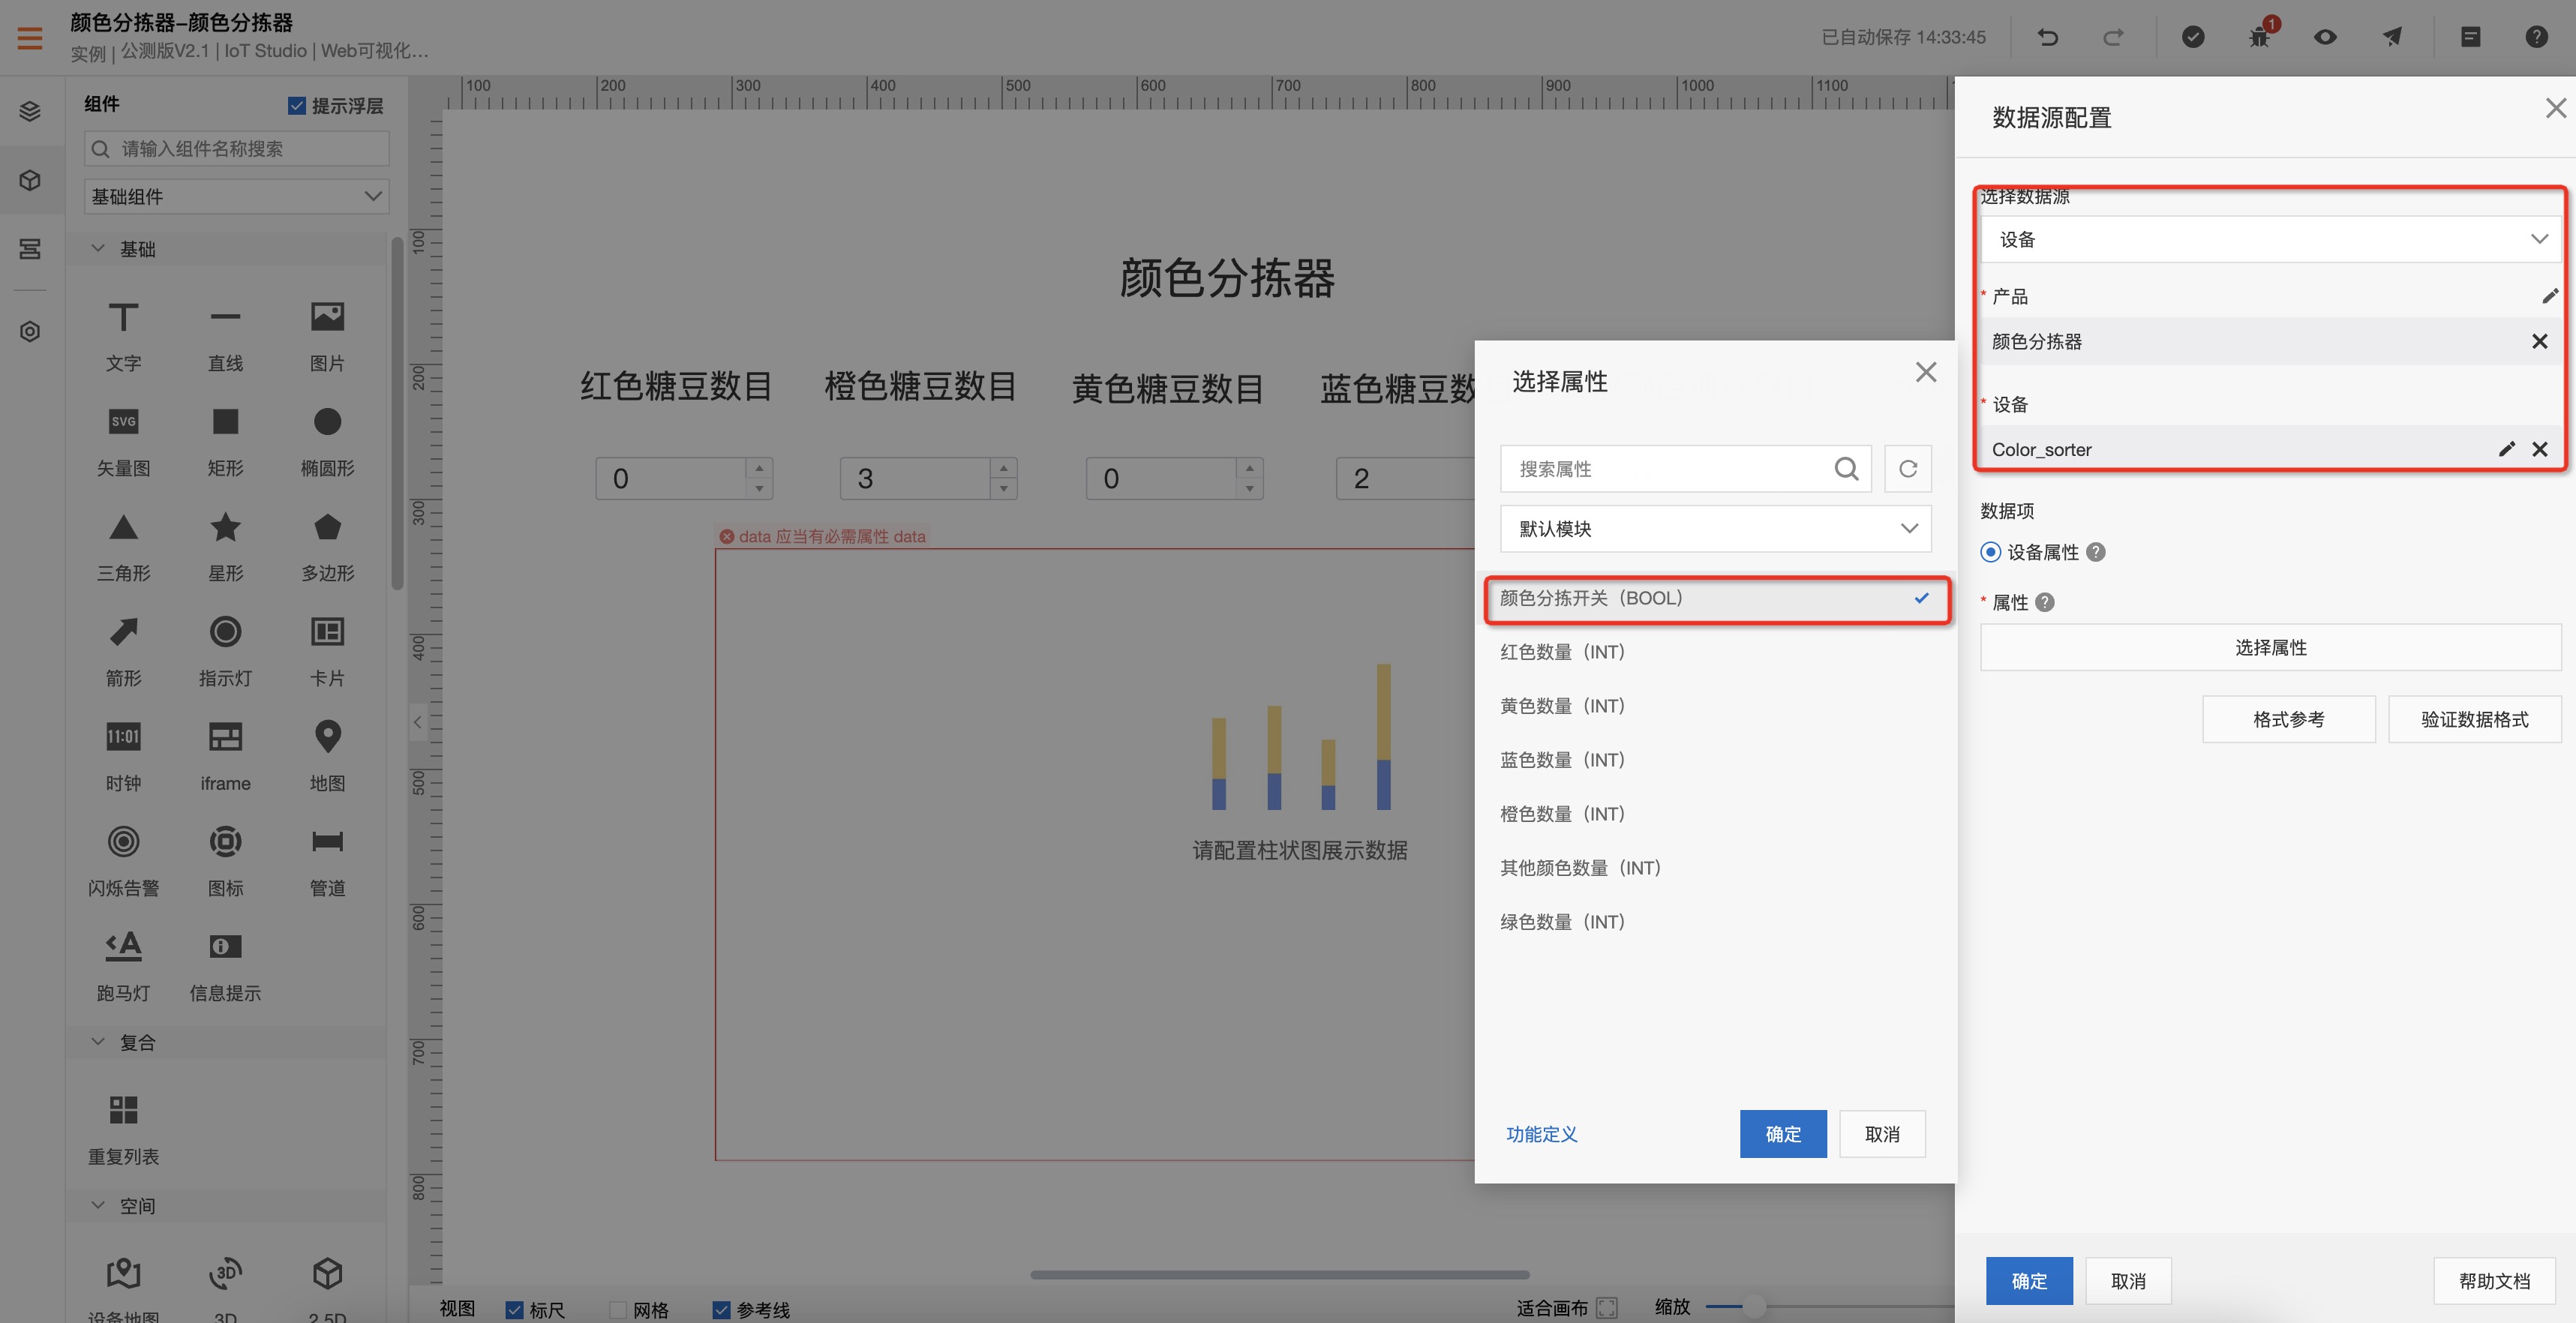 颜色分拣器-颜色分拣器
实例 | 公测版V2.1 | IoT Studio | Web可视化...
已自动保存 14:33:45
1
组件
提示浮层
请输入组件名称搜索
基础组件
基础
文字 直线 图片
SVG
矢量图 矩形 椭圆形
三角形 星形 多边形
箭形 指示灯 卡片
11:01
时钟 iframe 地图
闪烁告警 图标 管道
跑马灯 信息提示
复合
重复列表
空间
3D
设备地图 3D 2.5D
100 200 300 400 500 600 700 800 900 1000 1100
100
200
300
400
500
600
700
800
颜色分拣器
红色糖豆数目 橙色糖豆数目 黄色糖豆数目 蓝色糖豆数
0 3 0 2
data 应当有必需属性 data
请配置柱状图展示数据
视图 标尺 网格 参考线
适合画布 缩放
选择属性
搜索属性
默认模块
颜色分拣开关（BOOL）
红色数量（INT）
黄色数量（INT）
蓝色数量（INT）
橙色数量（INT）
其他颜色数量（INT）
绿色数量（INT）
功能定义 确定 取消
数据源配置
选择数据源
设备
* 产品
颜色分拣器
* 设备
Color_sorter
数据项
设备属性
* 属性
选择属性
格式参考 验证数据格式
确定 取消 帮助文档